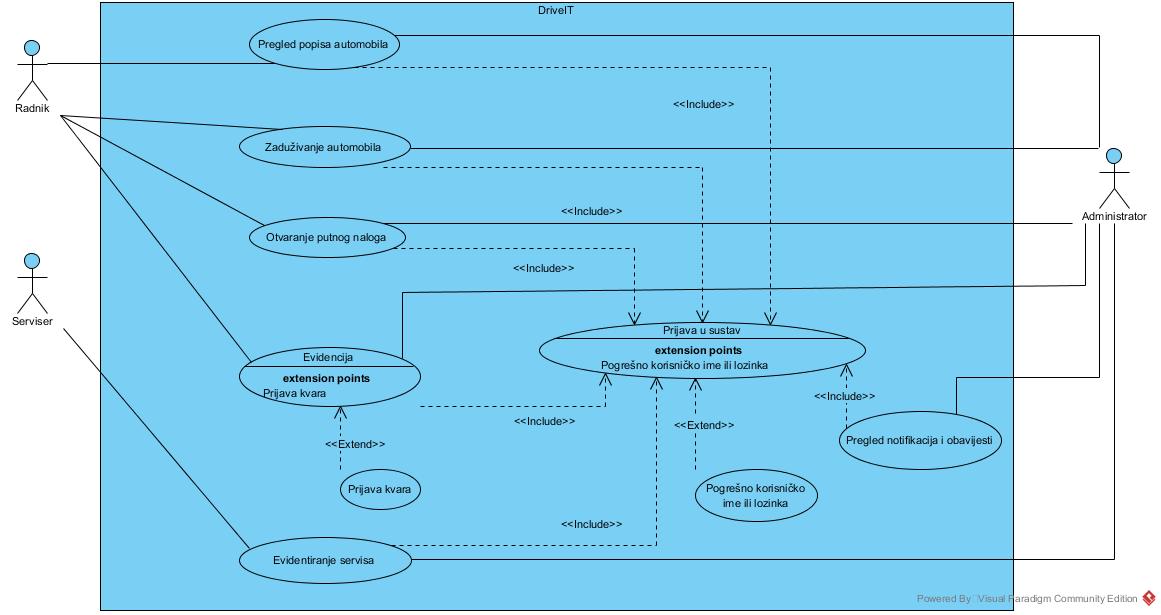 DriveIT
Pregled popisa automobila
Radnik
<<Include>>
Zaduživanje automobila
Administrator
<<Include>>
Otvaranje putnog naloga
<<Include>>
Serviser
Prijava u sustav
extension points
Pogrešno korisničko ime ili lozinka
Evidencija
extension points
Prijava kvara
<<Include>>
<<Include>>
<<Extend>>
<<Extend>>
Pregled notifikacija i obavijesti
Prijava kvara
Pogrešno korisničko
ime ili lozinka
<<Include>>
Evidentiranje servisa
Powered By Visual Paradigm Community Edition